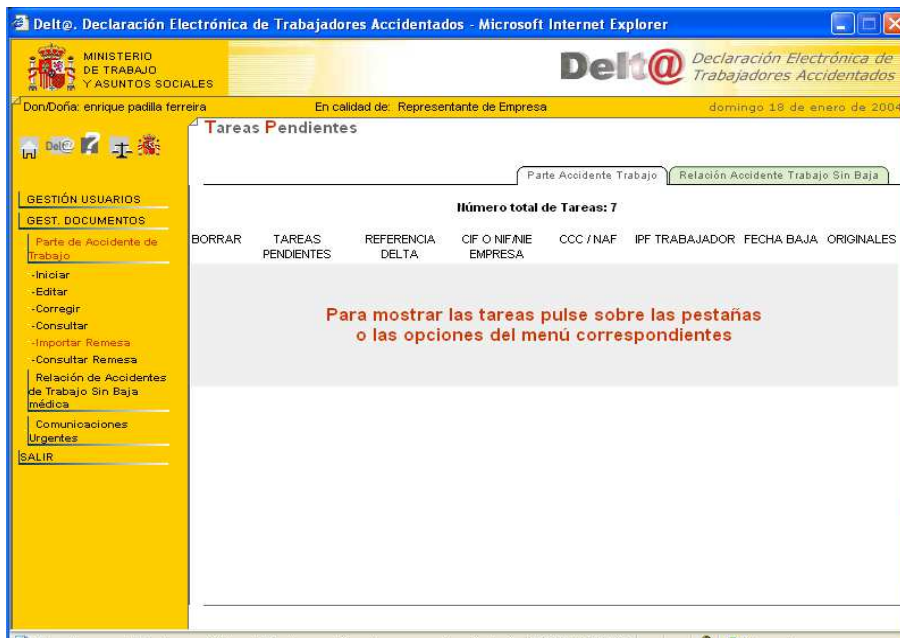 Delt@. Declaración Electrónica de Trabajadores Accidentados - Microsoft Internet Explorer
MINISTERIO
DE TRABAJO
Y ASUNTOS SOCIALES
Delt@
Declaración Electrónica de
Trabajadores Accidentados
Don/Doña: enrique padilla ferreira
En calidad de: Representante de Empresa
domingo 18 de enero de 2004
Delt@
Tareas Pendientes
Parte Accidente Trabajo
Relación Accidente Trabajo Sin Baja
GESTIÓN USUARIOS
GEST. DOCUMENTOS
Parte de Accidente de
Trabajo
-Iniciar
-Editar
-Corregir
-Consultar
-Importar Remesa
-Consultar Remesa
Relación de Accidentes
de Trabajo Sin Baja
médica
Comunicaciones
Urgentes
SALIR
Número total de Tareas: 7
BORRAR
TAREAS
PENDIENTES
REFERENCIA
DELTA
CIF O NIF/NIE
EMPRESA
CCC / NAF
IPF TRABAJADOR
FECHA BAJA
ORIGINALES
Para mostrar las tareas pulse sobre las pestañas
o las opciones del menú correspondientes